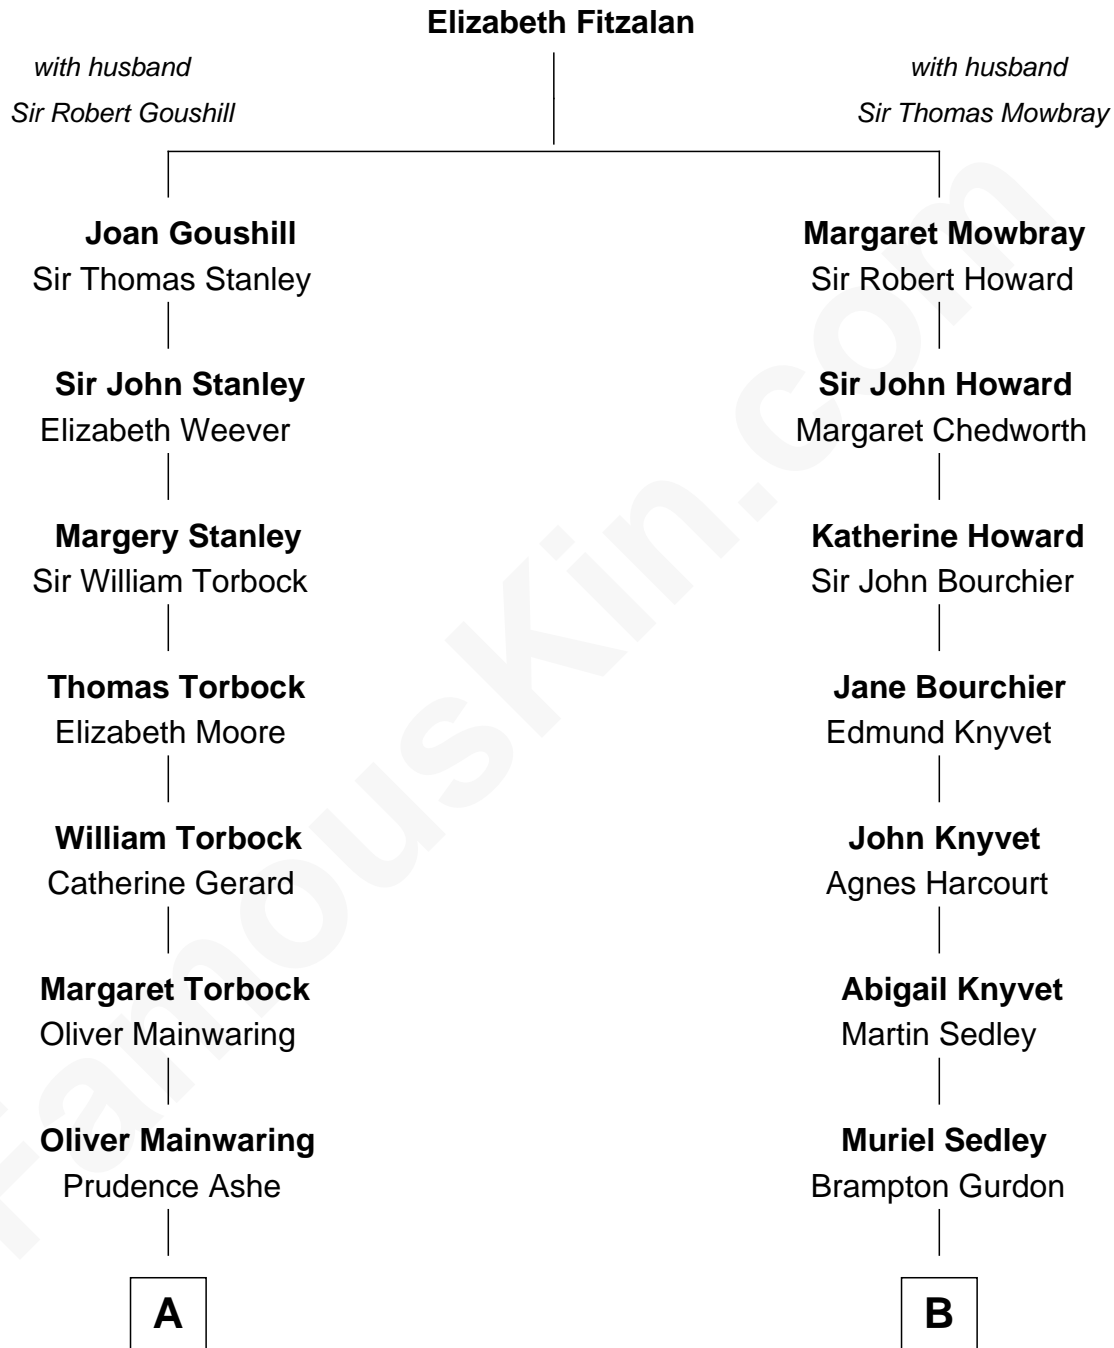 Elizabeth Fitzalan
with husband
Sir Robert Goushill
with husband
Sir Thomas Mowbray
Joan Goushill
Sir Thomas Stanley
Margaret Mowbray
Sir Robert Howard
Sir John Stanley
Elizabeth Weever
Sir John Howard
Margaret Chedworth
Margery Stanley
Sir William Torbock
Katherine Howard
Sir John Bourchier
Thomas Torbock
Elizabeth Moore
Jane Bourchier
Edmund Knyvet
William Torbock
Catherine Gerard
John Knyvet
Agnes Harcourt
Margaret Torbock
Oliver Mainwaring
Abigail Knyvet
Martin Sedley
Oliver Mainwaring
Prudence Ashe
Muriel Sedley
Brampton Gurdon
A
B
FamousKin.com